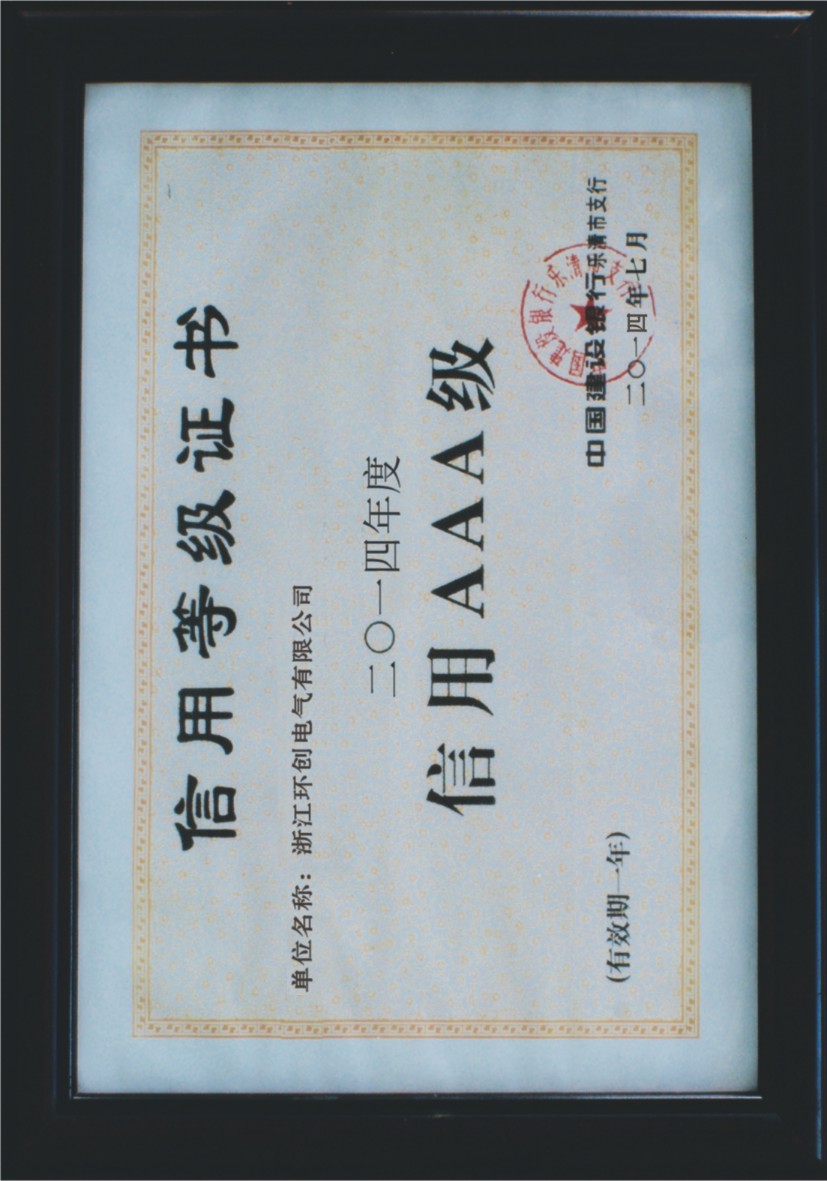 信用等级证书
单位名称：浙江环创电气有限公司
二〇一四年度
信用AAA级
中国建设银行乐清市支行
二〇一四年七月
(有效期一年)